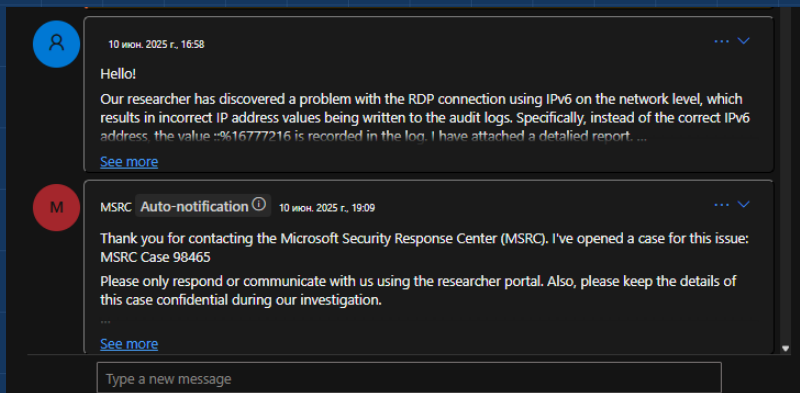 10 июн. 2025 г., 16:58
Hello!
Our researcher has discovered a problem with the RDP connection using IPv6 on the network level, which
results in incorrect IP address values being written to the audit logs. Specifically, instead of the correct IPv6
address, the value ::%16777216 is recorded in the log. I have attached a detalied report. ...
See more
M
MSRC Auto-notification 10 июн. 2025 г., 19:09
Thank you for contacting the Microsoft Security Response Center (MSRC). I've opened a case for this issue:
MSRC Case 98465
Please only respond or communicate with us using the researcher portal. Also, please keep the details of
this case confidential during our investigation.
...
See more
Type a new message